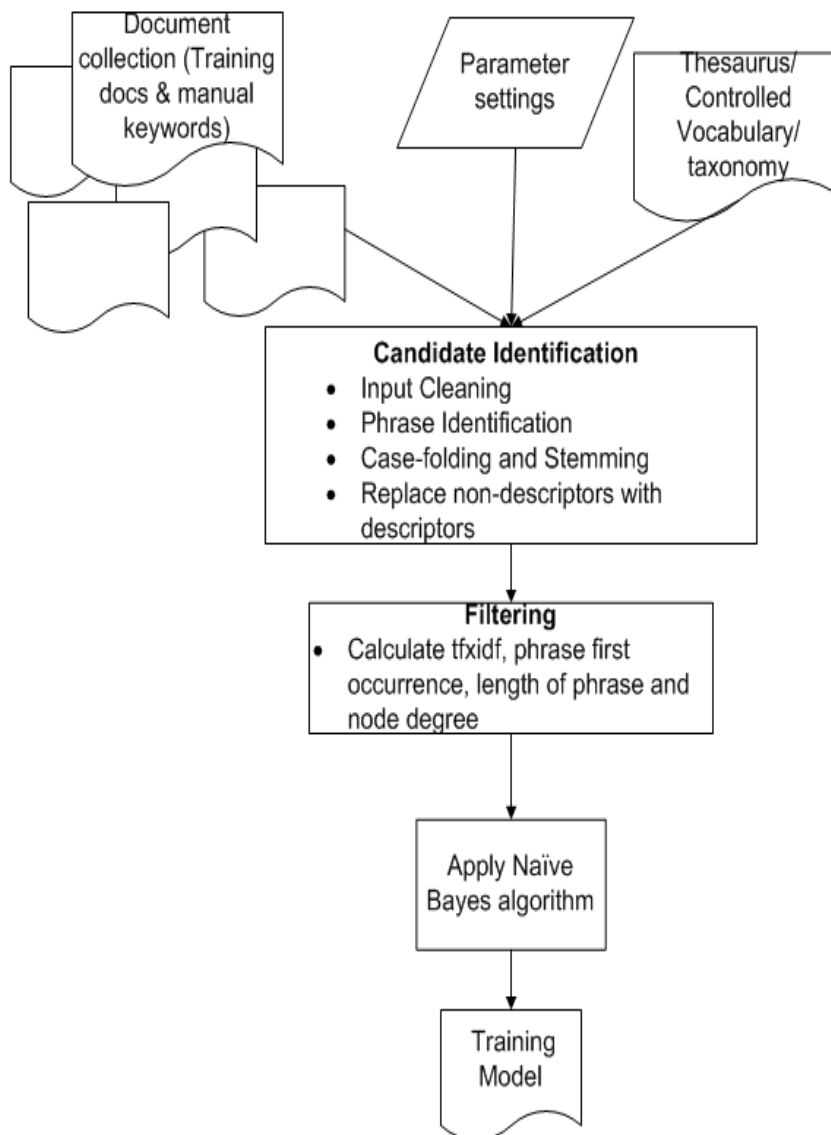 Document
collection (Training
docs & manual
keywords)
Parameter
settings
Thesaurus/
Controlled
Vocabulary/
taxonomy
Candidate Identification
• Input Cleaning
• Phrase Identification
• Case-folding and Stemming
• Replace non-descriptors with
descriptors
Filtering
• Calculate tfxidf, phrase first
occurrence, length of phrase and
node degree
Apply Naïve
Bayes algorithm
Training
Model